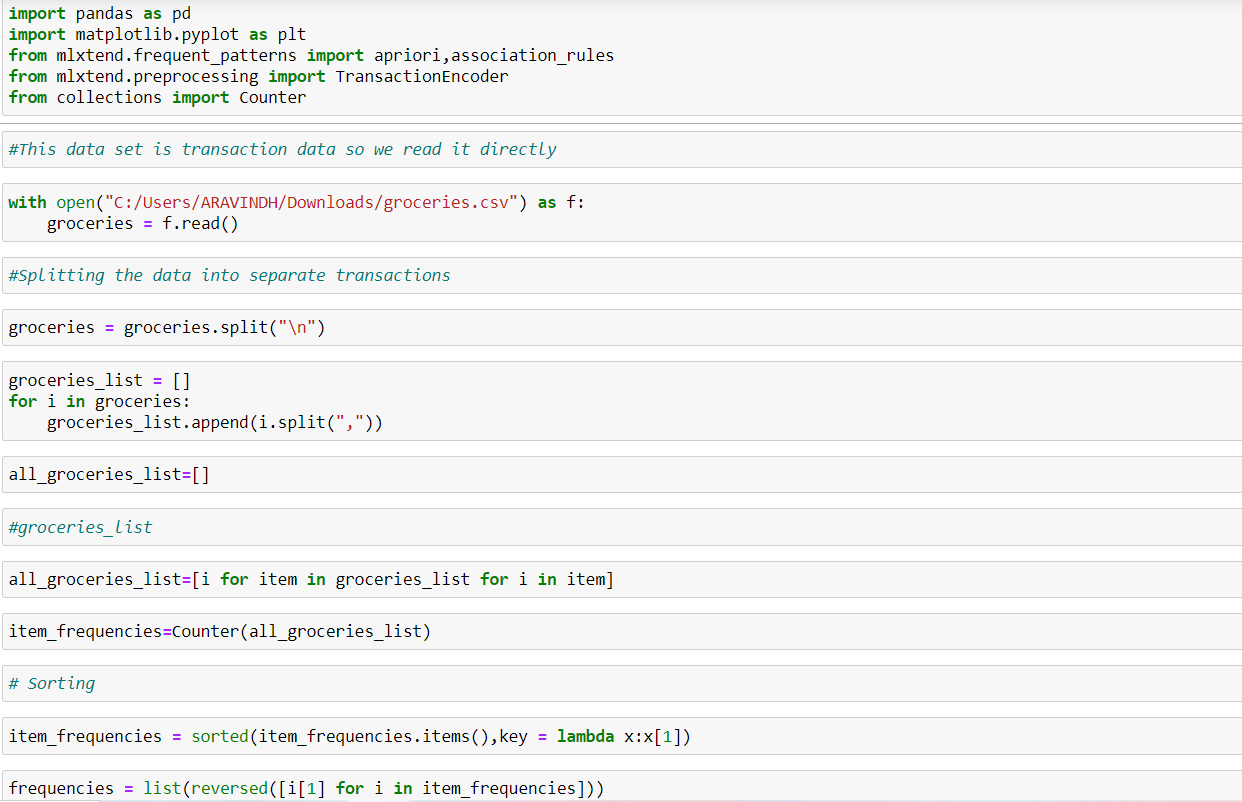 import pandas as pd
import matplotlib.pyplot as plt
from mlxtend.frequent_patterns import apriori,association_rules
from mlxtend.preprocessing import TransactionEncoder
from collections import Counter
#This data set is transaction data so we read it directly
with open("C:/Users/ARAVINDH/Downloads/groceries.csv") as f:
    groceries = f.read()
#Splitting the data into separate transactions
groceries = groceries.split("\n")
groceries_list = []
for i in groceries:
    groceries_list.append(i.split(","))
all_groceries_list=[]
#groceries_list
all_groceries_list=[i for item in groceries_list for i in item]
item_frequencies=Counter(all_groceries_list)
# Sorting
item_frequencies = sorted(item_frequencies.items(),key = lambda x:x[1])
frequencies = list(reversed([i[1] for i in item_frequencies]))